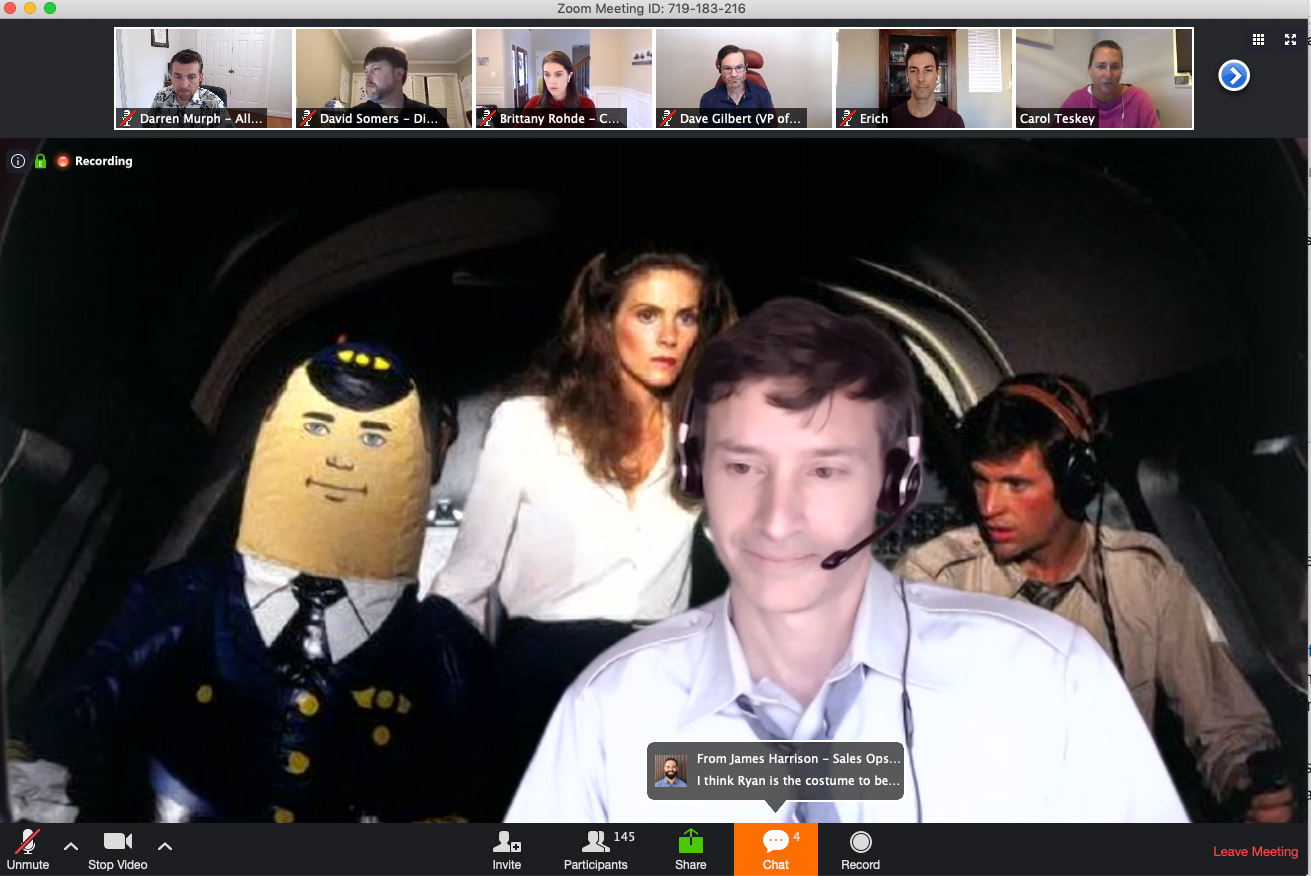 Zoom Meeting ID: 719-183-216
Darren Murph – All...
David Somers – Di...
Brittany Rohde – C...
Dave Gilbert (VP of...
Erich
Carol Teskey
Recording
From James Harrison – Sales Ops...
I think Ryan is the costume to be...
145
4
Unmute
Stop Video
Invite
Participants
Share
Chat
Record
Leave Meeting